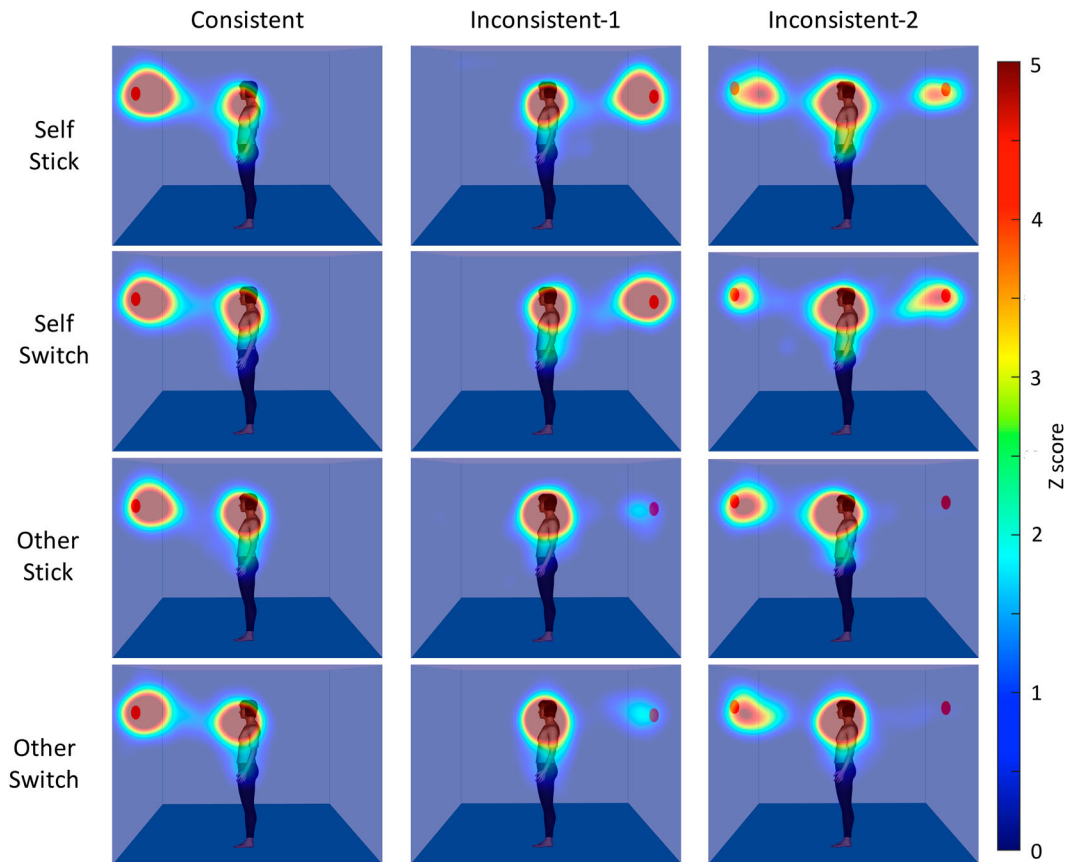 Consistent
Inconsistent-1
Inconsistent-2
Self
Stick
Self
Switch
Other
Stick
Other
Switch
5
4
3
2
1
0
Z score